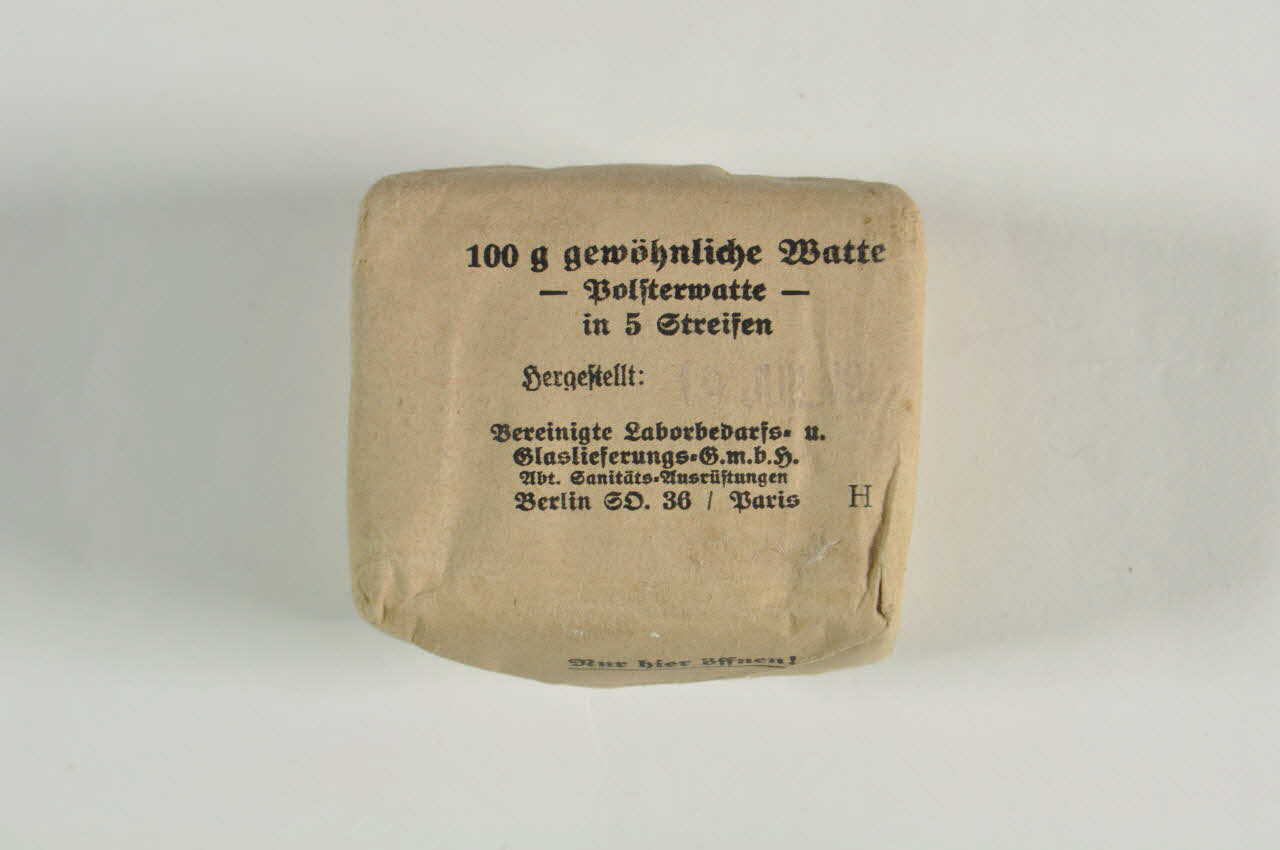 100 g gewöhnliche Watte
— Polsterwatte —
in 5 Streifen
Hergestellt:
Vereinigte Laborbedarfs- u.
Glaslieferungs-G.m.b.H.
Abt. Sanitäts-Ausrüstungen
Berlin SO. 36 / Paris H
Nur hier öffnen!